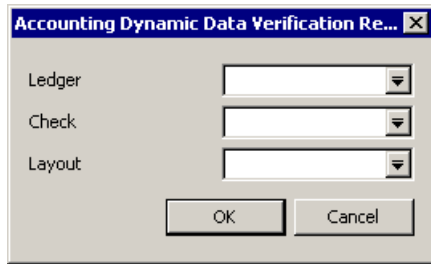 Accounting Dynamic Data Verification Re...
Ledger
Check
Layout
OK Cancel